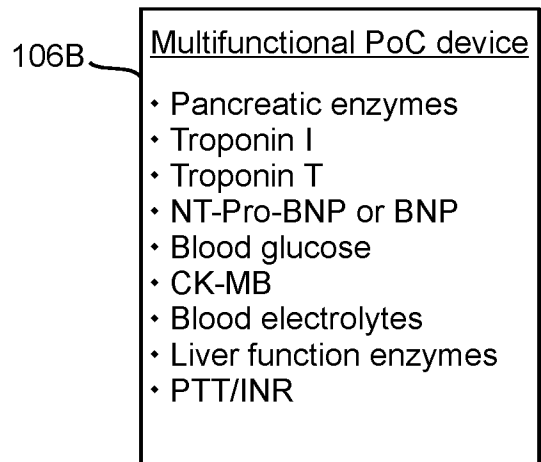 106B
Multifunctional PoC device
• Pancreatic enzymes
• Troponin I
• Troponin T
• NT-Pro-BNP or BNP
• Blood glucose
• CK-MB
• Blood electrolytes
• Liver function enzymes
• PTT/INR